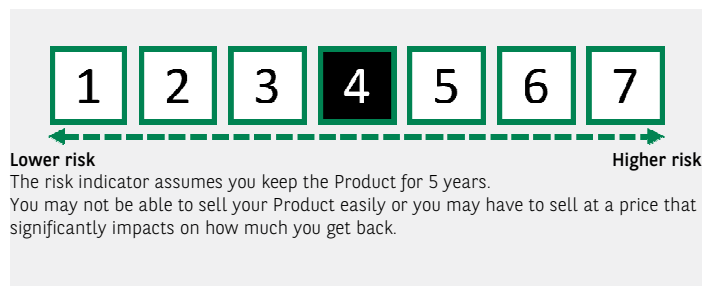 1 2 3 4 5 6 7
Lower risk Higher risk
The risk indicator assumes you keep the Product for 5 years.
You may not be able to sell your Product easily or you may have to sell at a price that
significantly impacts on how much you get back.